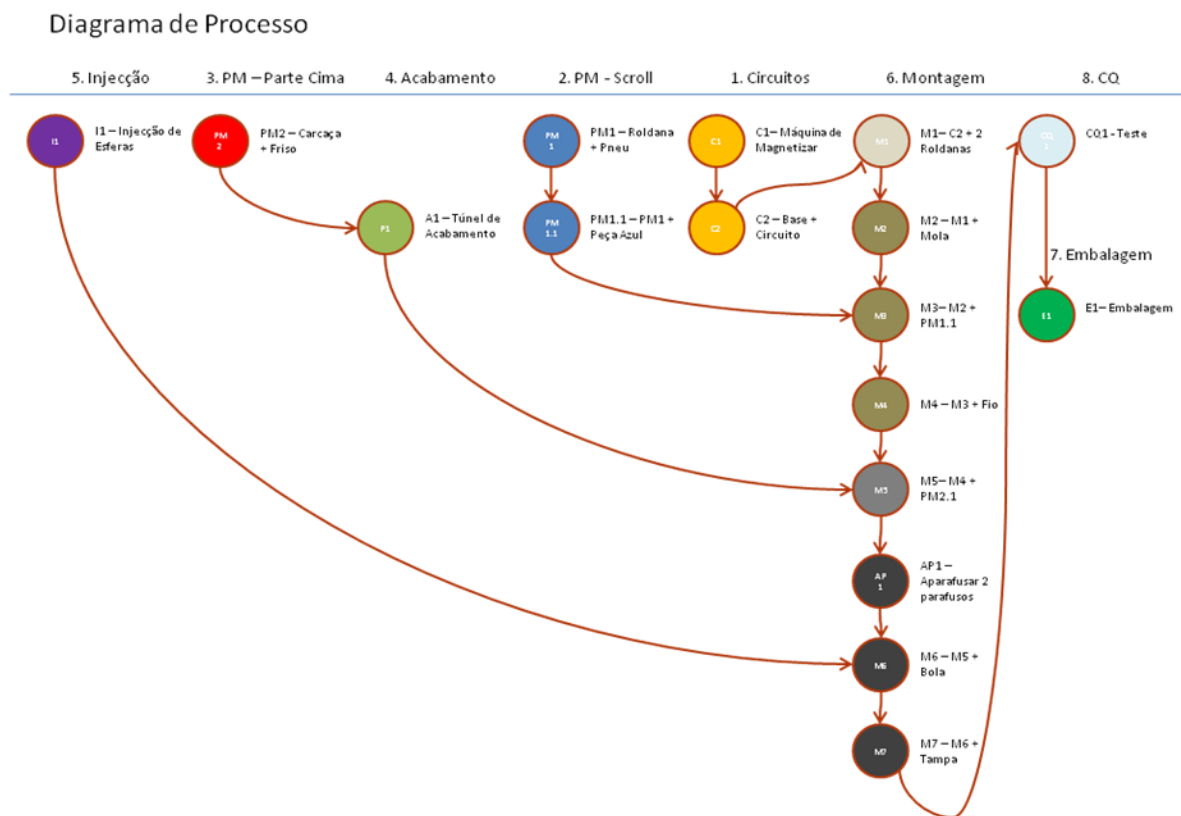 Diagrama de Processo
5. Injecção
3. PM – Parte Cima
4. Acabamento
2. PM - Scroll
1. Circuitos
6. Montagem
8. CQ
I1
I1 – Injecção de
Esferas
PM
2
PM2 – Carcaça
+ Friso
PM
1
PM1 – Roldana
+ Pneu
C1
C1 – Máquina de
Magnetizar
M1
M1 – C2 + 2
Roldanas
CQ
1
CQ1 - Teste
P1
A1 – Túnel de
Acabamento
PM
1.1
PM1.1 – PM1 +
Peça Azul
C2
C2 – Base +
Circuito
M2
M2 – M1 +
Mola
7. Embalagem
M3
M3 – M2 +
PM1.1
E1
E1 – Embalagem
M4
M4 – M3 + Fio
M5
M5 – M4 +
PM2.1
AP
1
AP1 –
Aparafusar 2
parafusos
M6
M6 – M5 +
Bola
M7
M7 – M6 +
Tampa